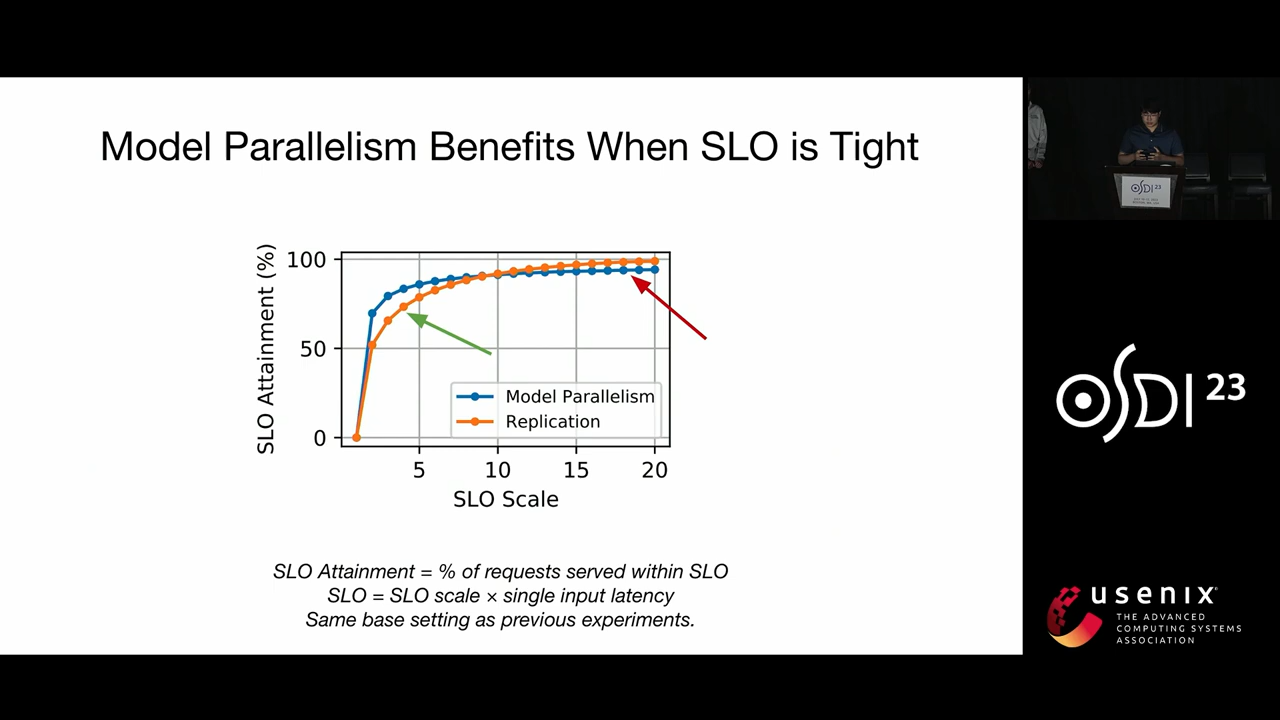 Model Parallelism Benefits When SLO is Tight
SLO Attainment (%)
100
50
0
Model Parallelism
Replication
5 10 15 20
SLO Scale
SLO Attainment = % of requests served within SLO
SLO = SLO scale × single input latency
Same base setting as previous experiments.
OSDI 23
OSDI 23
usenix
THE ADVANCED
COMPUTING SYSTEMS
ASSOCIATION